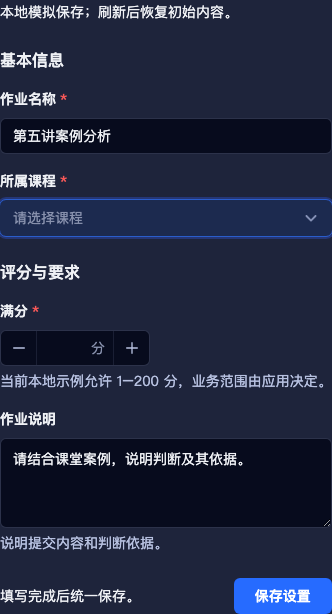 本地模拟保存；刷新后恢复初始内容。
基本信息
作业名称 *
第五讲案例分析
所属课程 *
请选择课程
评分与要求
满分 *
− 分 +
当前本地示例允许 1—200 分，业务范围由应用决定。
作业说明
请结合课堂案例，说明判断及其依据。
说明提交内容和判断依据。
填写完成后统一保存。
保存设置